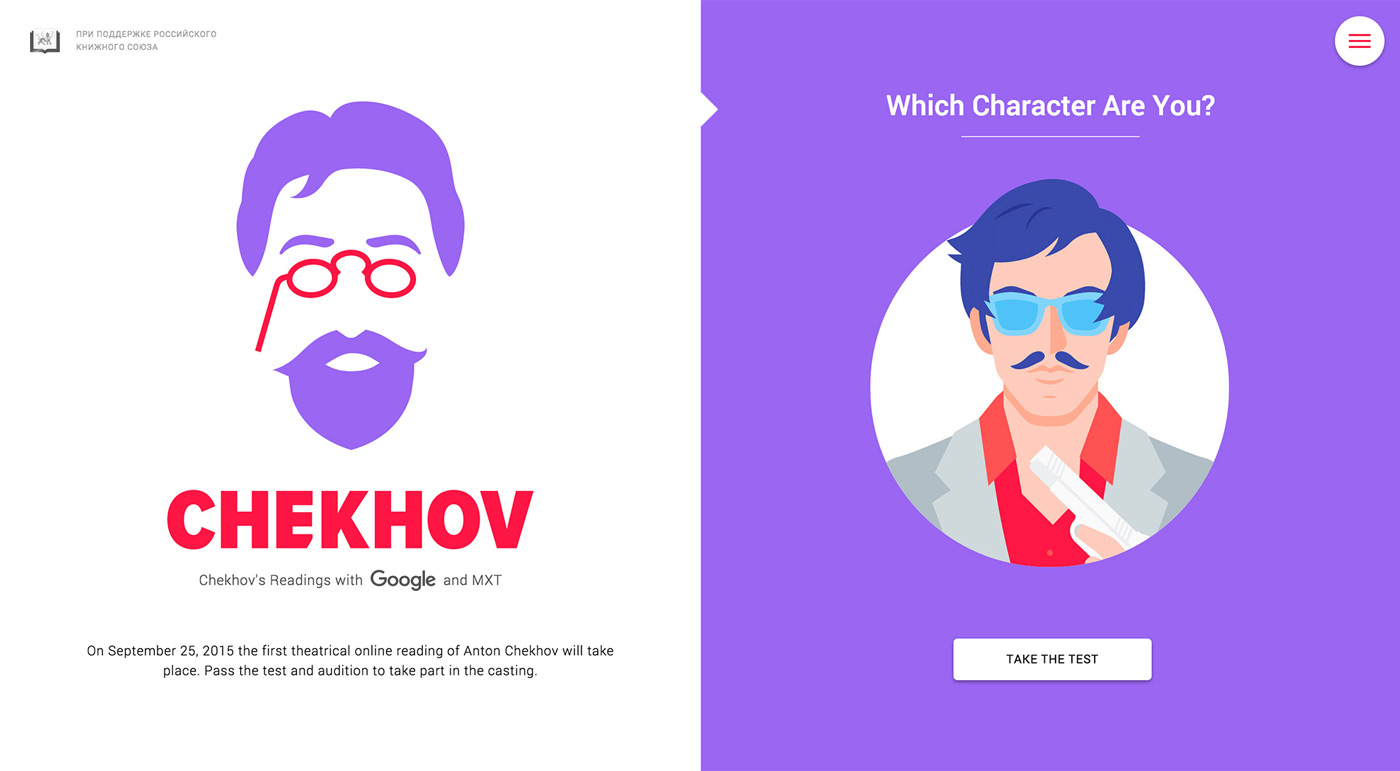 ПРИ ПОДДЕРЖКЕ РОССИЙСКОГО
КНИЖНОГО СОЮЗА
CHEKHOV
Chekhov's Readings with Google and MXT
On September 25, 2015 the first theatrical online reading of Anton Chekhov will take
place. Pass the test and audition to take part in the casting.
Which Character Are You?
TAKE THE TEST